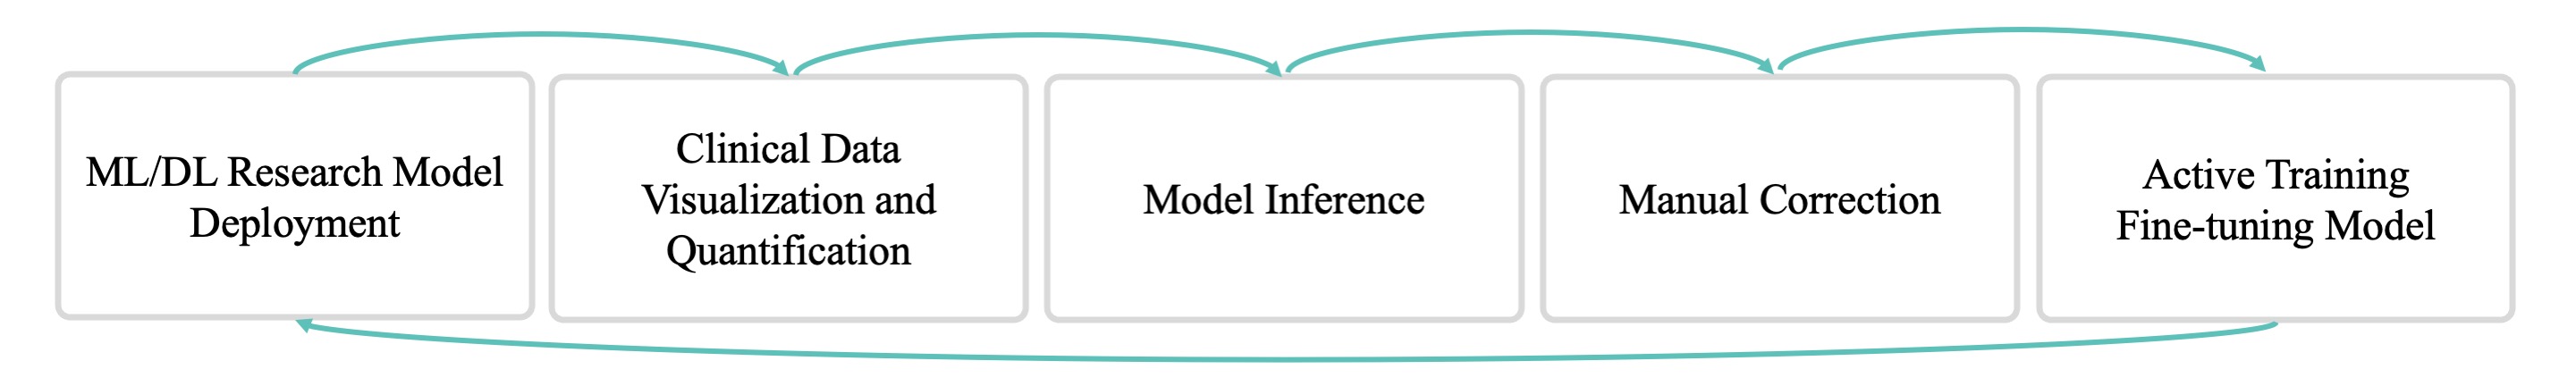 ML/DL Research Model
Deployment
Clinical Data
Visualization and
Quantification
Model Inference
Manual Correction
Active Training
Fine-tuning Model